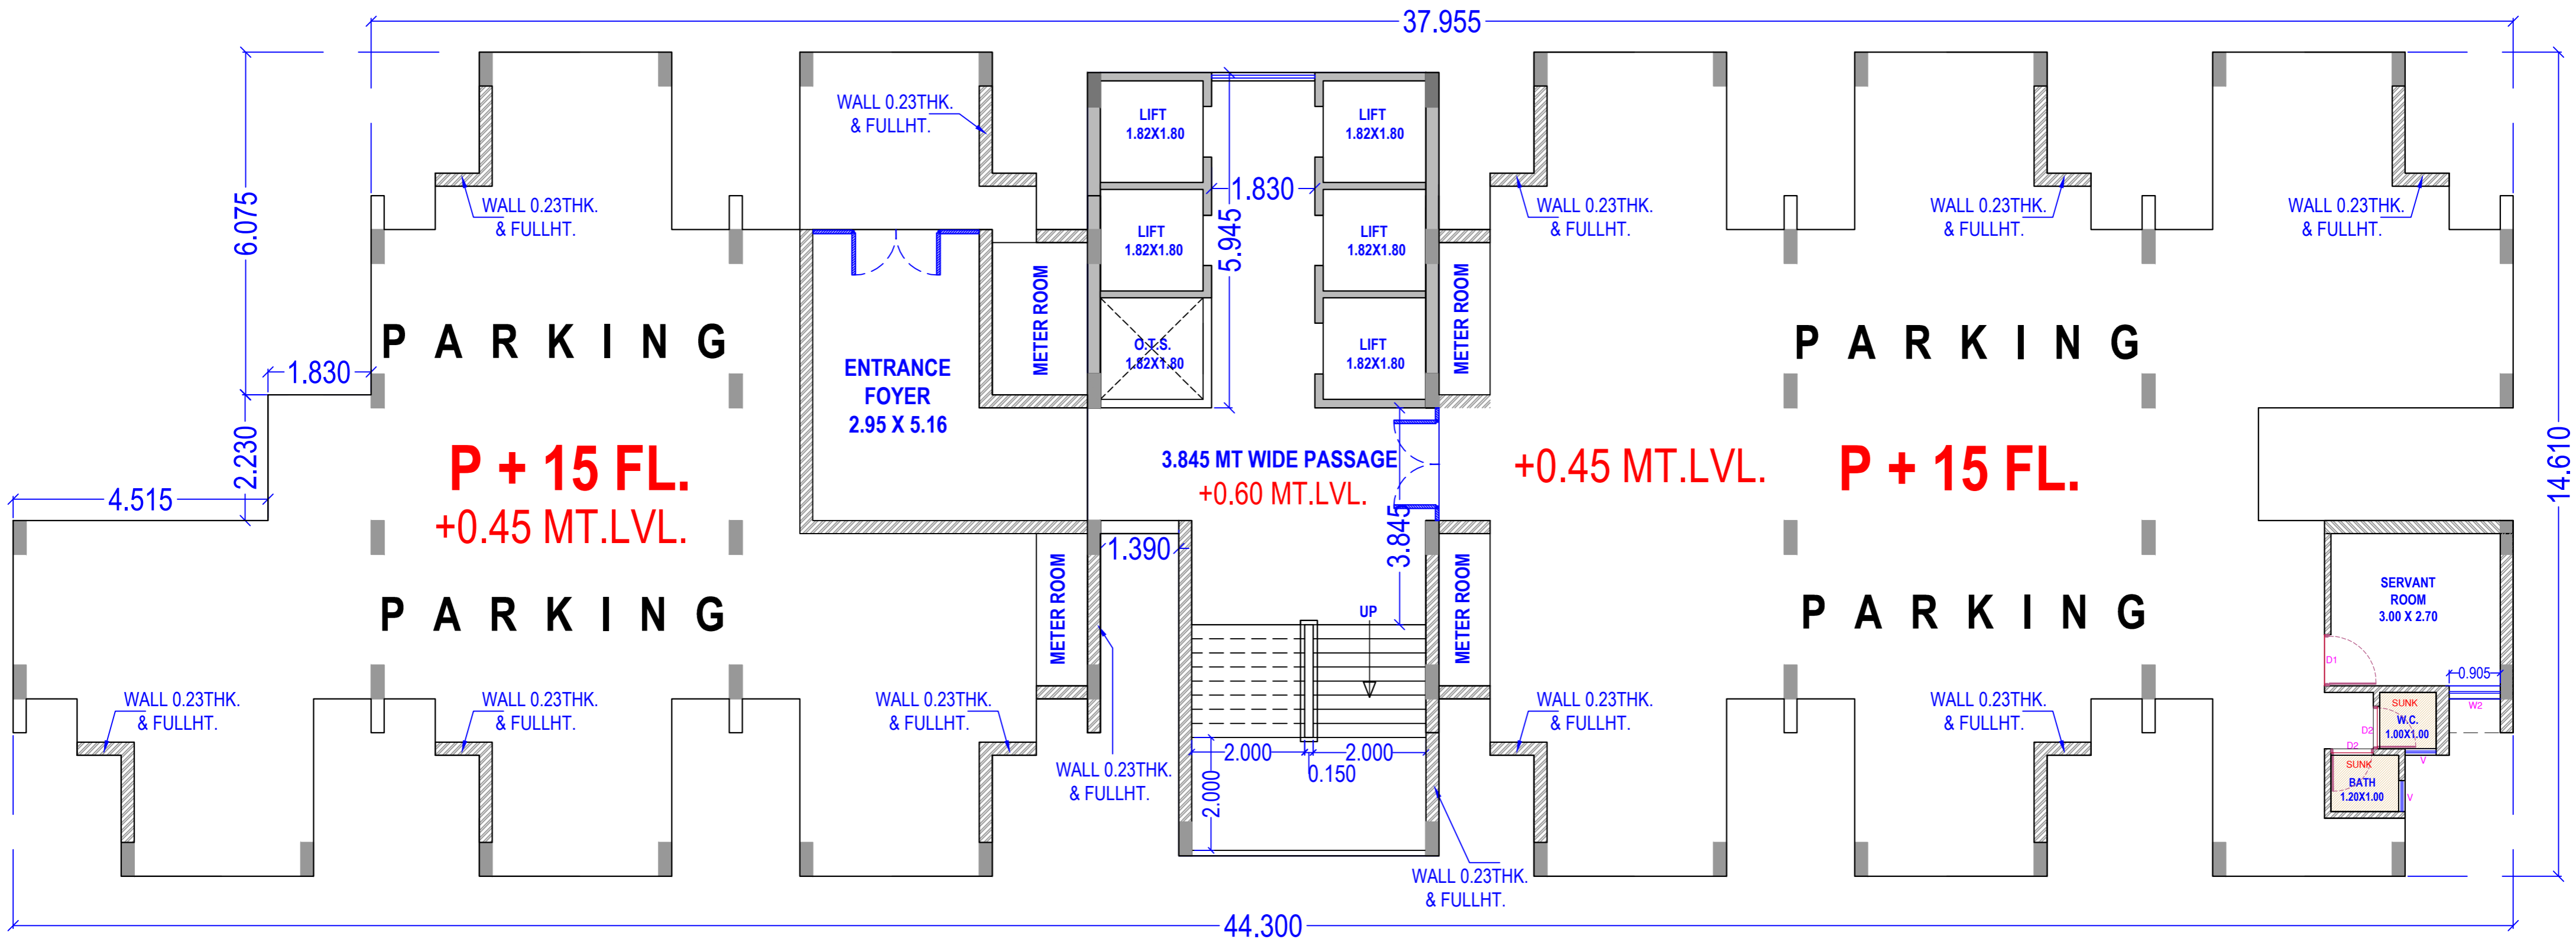 37.955
WALL 0.23THK.
& FULLHT.
LIFT
1.82X1.80
LIFT
1.82X1.80
6.075
WALL 0.23THK.
& FULLHT.
1.830
5.945
LIFT
1.82X1.80
LIFT
1.82X1.80
WALL 0.23THK.
& FULLHT.
WALL 0.23THK.
& FULLHT.
WALL 0.23THK.
& FULLHT.
METER ROOM
METER ROOM
P A R K I N G
P A R K I N G
O.T.S.
1.82X1.80
LIFT
1.82X1.80
1.830
ENTRANCE
FOYER
2.95 X 5.16
2.230
4.515
P + 15 FL.
+0.45 MT.LVL.
3.845 MT WIDE PASSAGE
+0.60 MT.LVL.
+0.45 MT.LVL.
P + 15 FL.
14.610
1.390
3.845
METER ROOM
METER ROOM
P A R K I N G
UP
P A R K I N G
SERVANT
ROOM
3.00 X 2.70
D1
0.905
W2
WALL 0.23THK.
& FULLHT.
WALL 0.23THK.
& FULLHT.
WALL 0.23THK.
& FULLHT.
WALL 0.23THK.
& FULLHT.
WALL 0.23THK.
& FULLHT.
SUNK
W.C.
1.00X1.00
D2
D2
V
SUNK
BATH
1.20X1.00
V
2.000
2.000
0.150
2.000
WALL 0.23THK.
& FULLHT.
WALL 0.23THK.
& FULLHT.
44.300